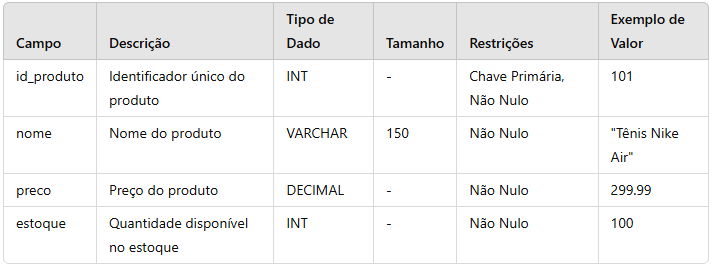 Campo Descrição Tipo de Dado Tamanho Restrições Exemplo de Valor
id_produto Identificador único do produto INT - Chave Primária, Não Nulo 101
nome Nome do produto VARCHAR 150 Não Nulo "Tênis Nike Air"
preco Preço do produto DECIMAL - Não Nulo 299.99
estoque Quantidade disponível no estoque INT - Não Nulo 100